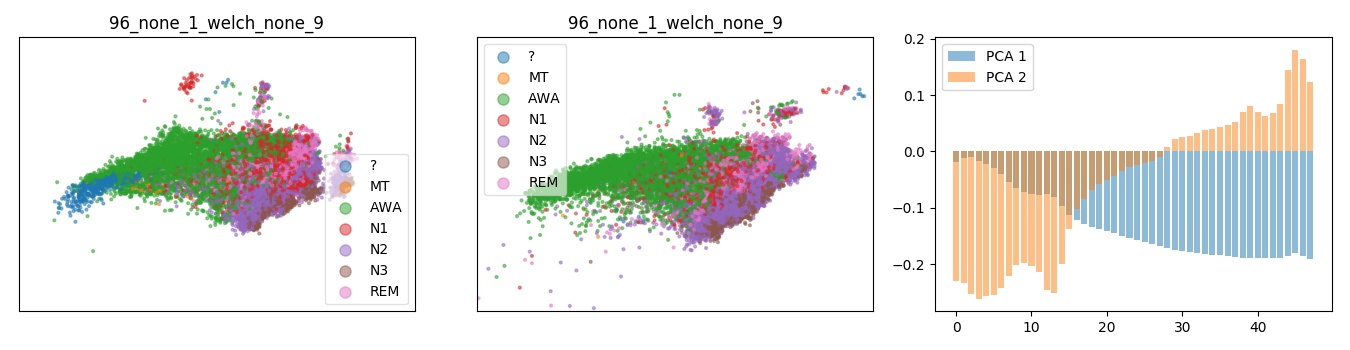 96_none_1_welch_none_9
?
MT
AWA
N1
N2
N3
REM
96_none_1_welch_none_9
?
MT
AWA
N1
N2
N3
REM
PCA 1
PCA 2
0.2
0.1
0.0
−0.1
−0.2
0
10
20
30
40